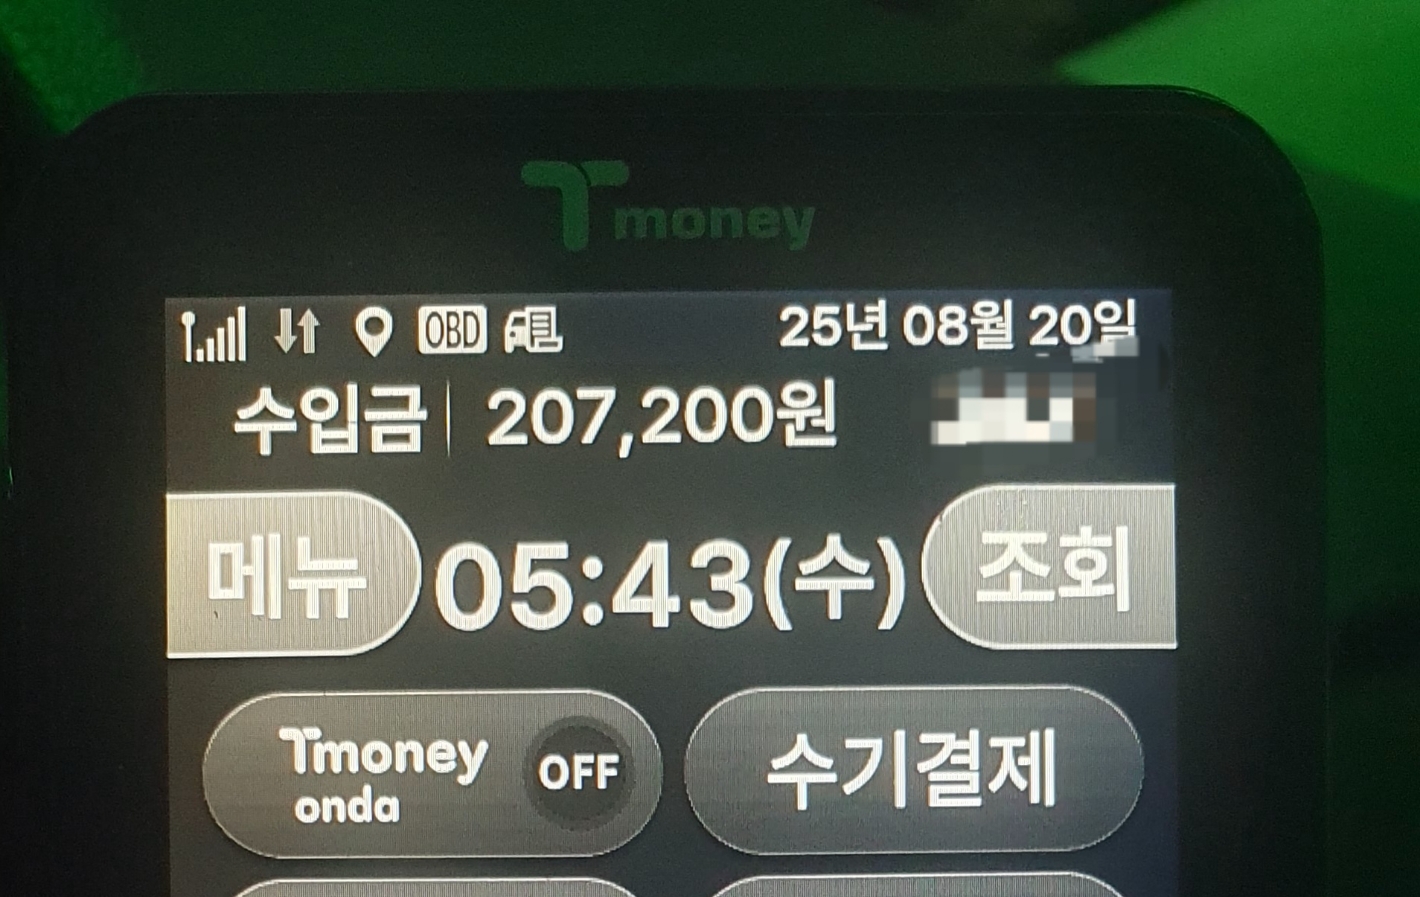 Tmoney
OBD 25년 08월 20일
수입금 207,200원
메뉴 05:43(수) 조회
Tmoney onda OFF 수기결제